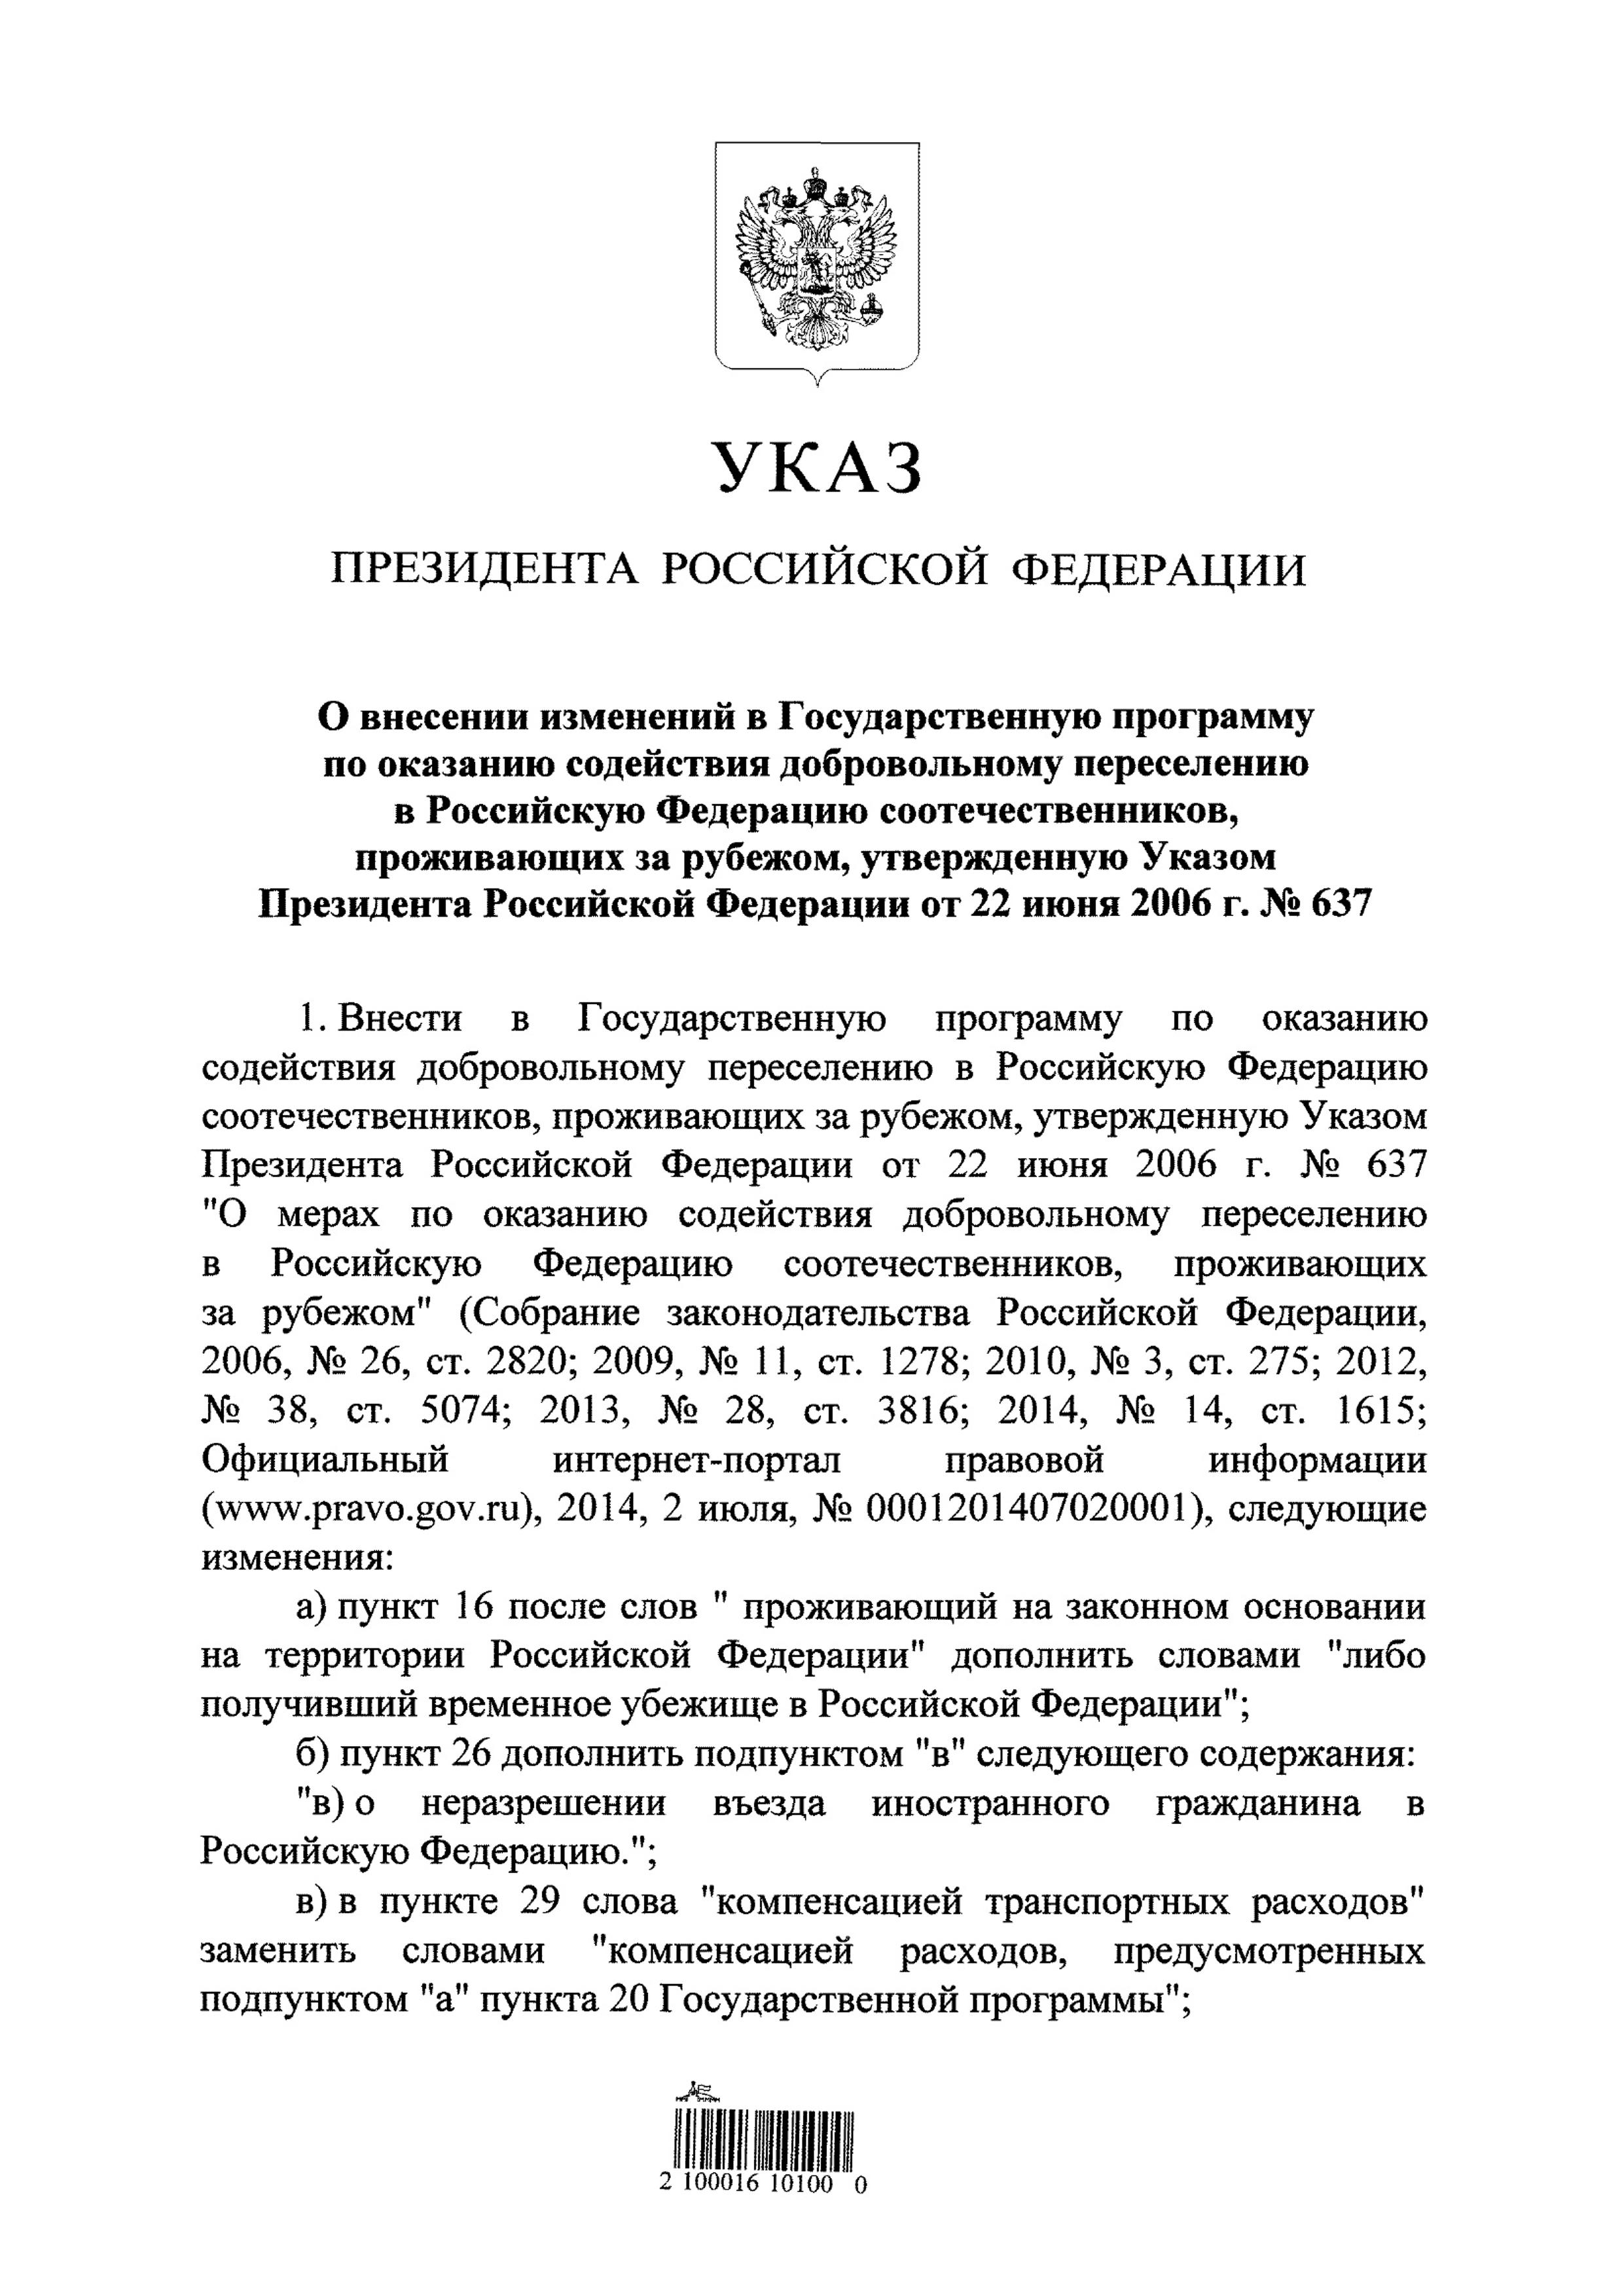 УКАЗ
ПРЕЗИДЕНТА РОССИЙСКОЙ ФЕДЕРАЦИИ
О внесении изменений в Государственную программу
по оказанию содействия добровольному переселению
в Российскую Федерацию соотечественников,
проживающих за рубежом, утвержденную Указом
Президента Российской Федерации от 22 июня 2006 г. № 637
1. Внести в Государственную программу по оказанию
содействия добровольному переселению в Российскую Федерацию
соотечественников, проживающих за рубежом, утвержденную Указом
Президента Российской Федерации от 22 июня 2006 г. № 637
"О мерах по оказанию содействия добровольному переселению
в Российскую Федерацию соотечественников, проживающих
за рубежом" (Собрание законодательства Российской Федерации,
2006, № 26, ст. 2820; 2009, № 11, ст. 1278; 2010, № 3, ст. 275; 2012,
№ 38, ст. 5074; 2013, № 28, ст. 3816; 2014, № 14, ст. 1615;
Официальный интернет-портал правовой информации
(www.pravo.gov.ru), 2014, 2 июля, № 0001201407020001), следующие
изменения:
а) пункт 16 после слов " проживающий на законном основании
на территории Российской Федерации" дополнить словами "либо
получивший временное убежище в Российской Федерации";
б) пункт 26 дополнить подпунктом "в" следующего содержания:
"в) о неразрешении въезда иностранного гражданина в
Российскую Федерацию.";
в) в пункте 29 слова "компенсацией транспортных расходов"
заменить словами "компенсацией расходов, предусмотренных
подпунктом "а" пункта 20 Государственной программы";
2 100016 10100 0